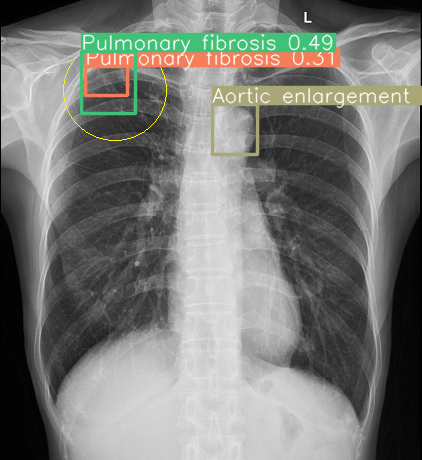 L
Pulmonary fibrosis 0.49
Pulmonary fibrosis 0.31
Aortic enlargement